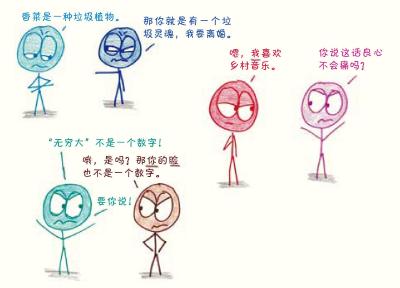 香菜是一种垃圾植物。
那你就是有一个垃
圾灵魂，我要离婚。
嗯，我喜欢
乡村音乐。
你说这话良心
不会痛吗？
“无穷大”不是一个数字！
哦，是吗？那你的脸
也不是一个数字。
要你说！